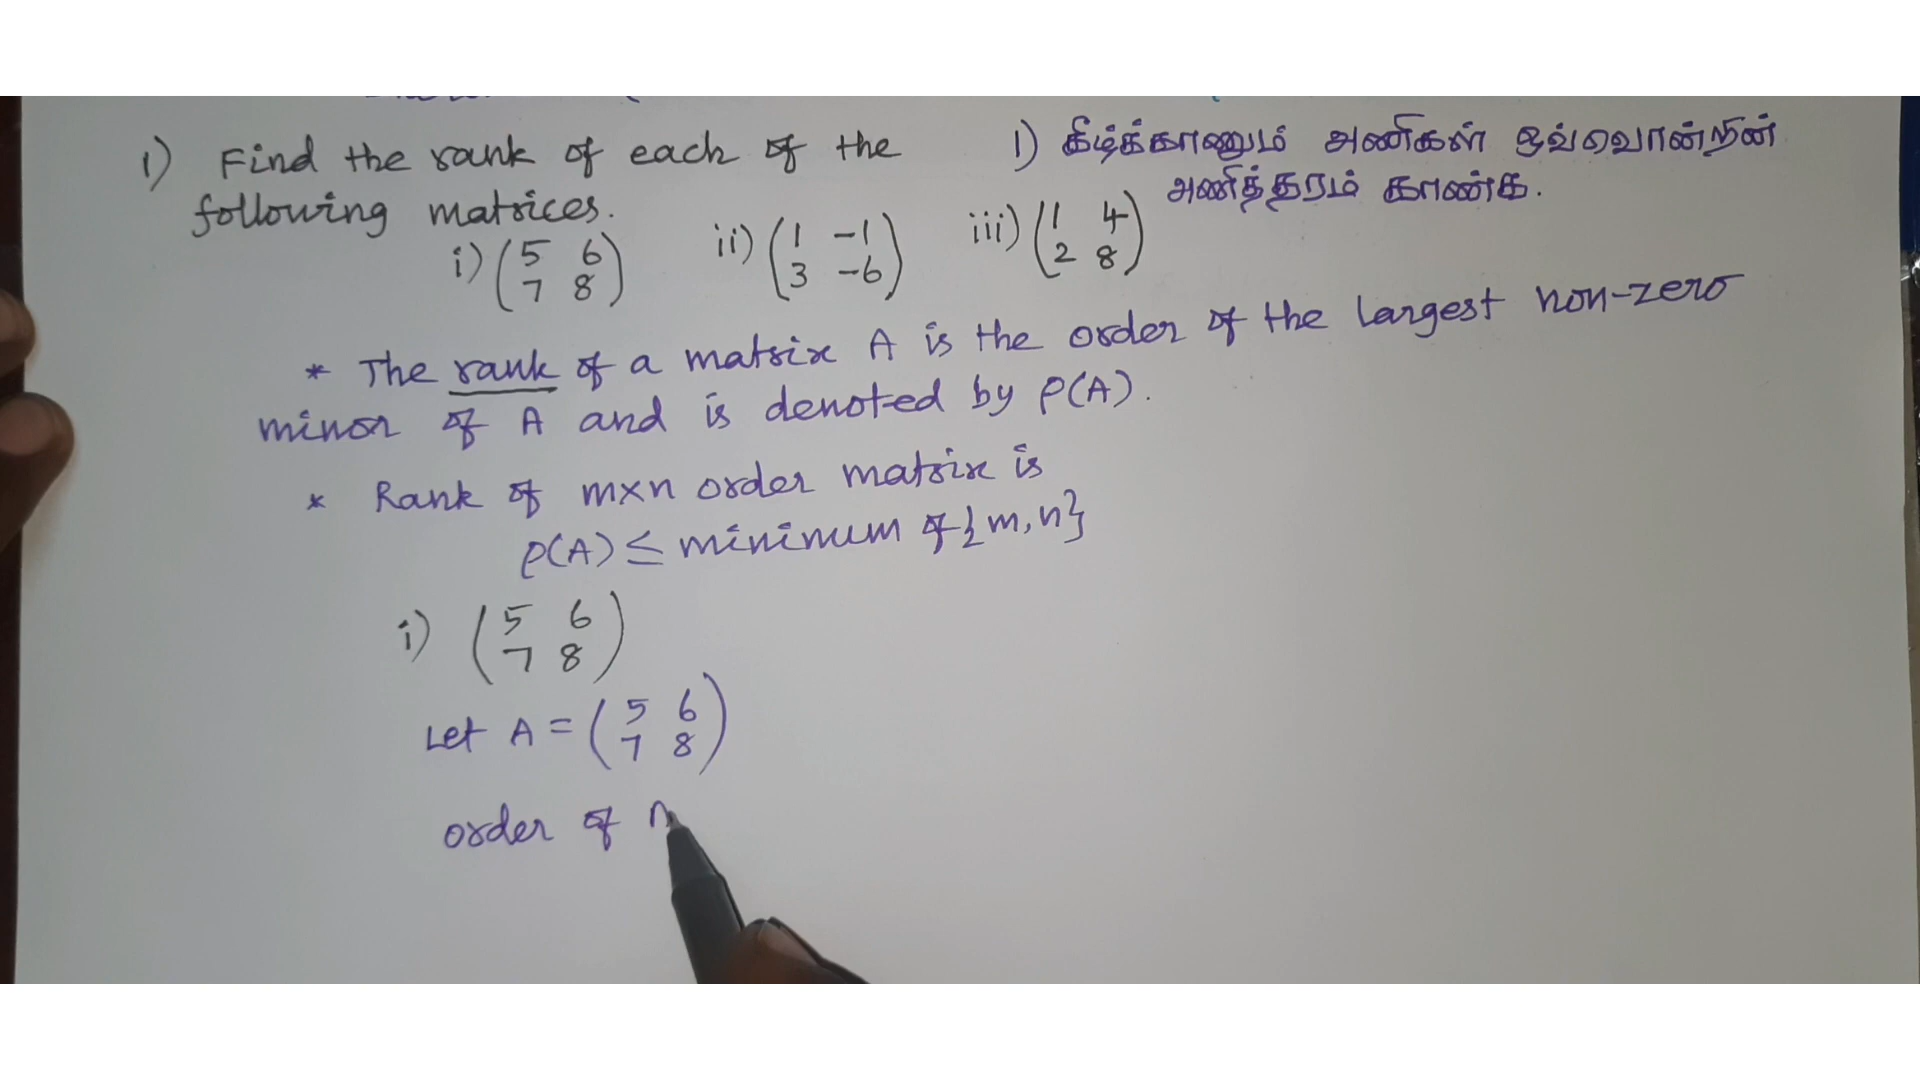 1) Find the rank of each of the
following matrices.
1) கீழ்க்காணும் அணிகள் ஒவ்வொன்றின்
அணித்தரம் காண்க.
i) (5 6
7 8)
ii) (1 -1
3 -6)
iii) (1 4
2 8)
* The rank of a matrix A is the order of the largest non-zero
minor of A and is denoted by ρ(A).
* Rank of m×n order matrix is
ρ(A) ≤ minimum of {m,n}
i) (5 6
7 8)
Let A = (5 6
7 8)
order of